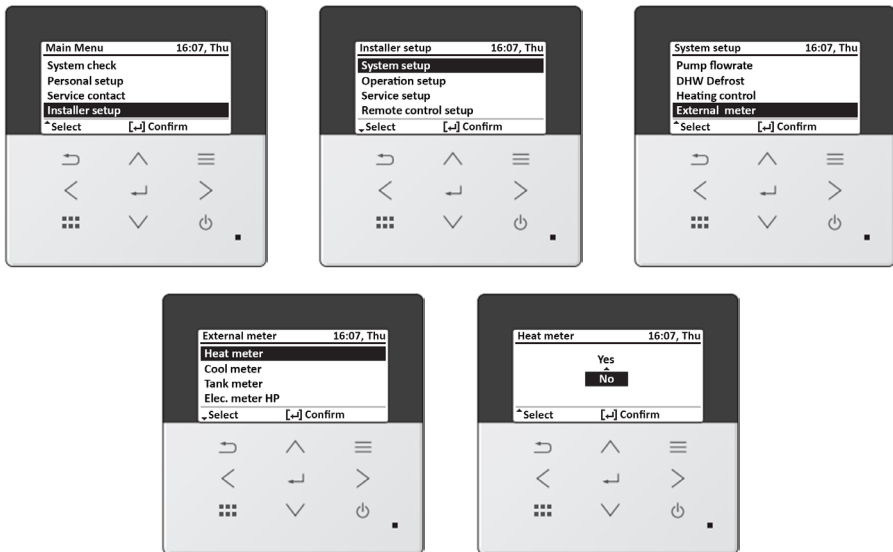 Main Menu 16:07, Thu
System check
Personal setup
Service contact
Installer setup
Select [↵] Confirm
Installer setup 16:07, Thu
System setup
Operation setup
Service setup
Remote control setup
Select [↵] Confirm
System setup 16:07, Thu
Pump flowrate
DHW Defrost
Heating control
External meter
Select [↵] Confirm
External meter 16:07, Thu
Heat meter
Cool meter
Tank meter
Elec. meter HP
Select [↵] Confirm
Heat meter 16:07, Thu
Yes
No
Select [↵] Confirm